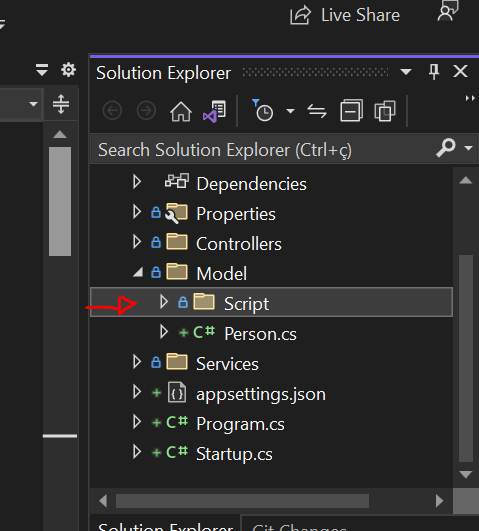 Live Share
Solution Explorer
Search Solution Explorer (Ctrl+ç)
Dependencies
Properties
Controllers
Model
Script
C# Person.cs
Services
appsettings.json
C# Program.cs
C# Startup.cs
Solution Explorer Git Changes